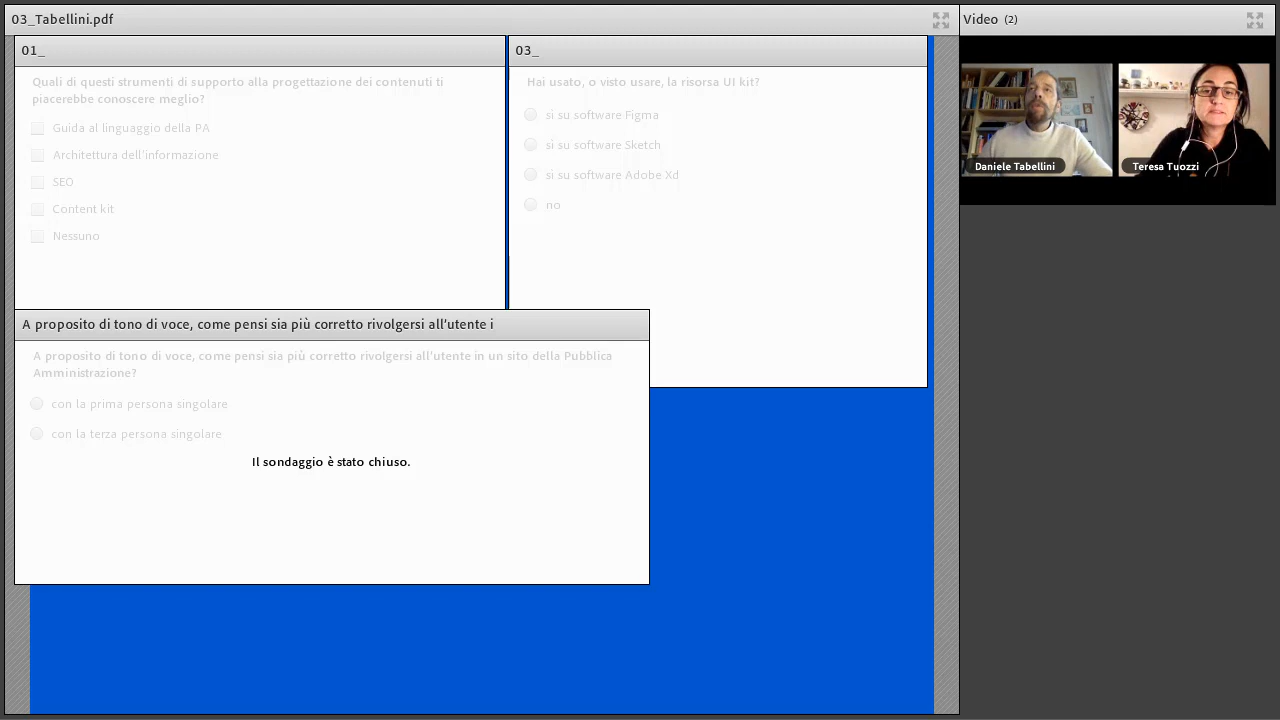 03_Tabellini.pdf
Video (2)
01_
Quali di questi strumenti di supporto alla progettazione dei contenuti ti
piacerebbe conoscere meglio?
Guida al linguaggio della PA
Architettura dell'informazione
SEO
Content kit
Nessuno
03_
Hai usato, o visto usare, la risorsa UI kit?
sì su software Figma
sì su software Sketch
sì su software Adobe Xd
no
Daniele Tabellini
Teresa Tuozzi
A proposito di tono di voce, come pensi sia più corretto rivolgersi all'utente i
A proposito di tono di voce, come pensi sia più corretto rivolgersi all'utente in un sito della Pubblica
Amministrazione?
con la prima persona singolare
con la terza persona singolare
Il sondaggio è stato chiuso.